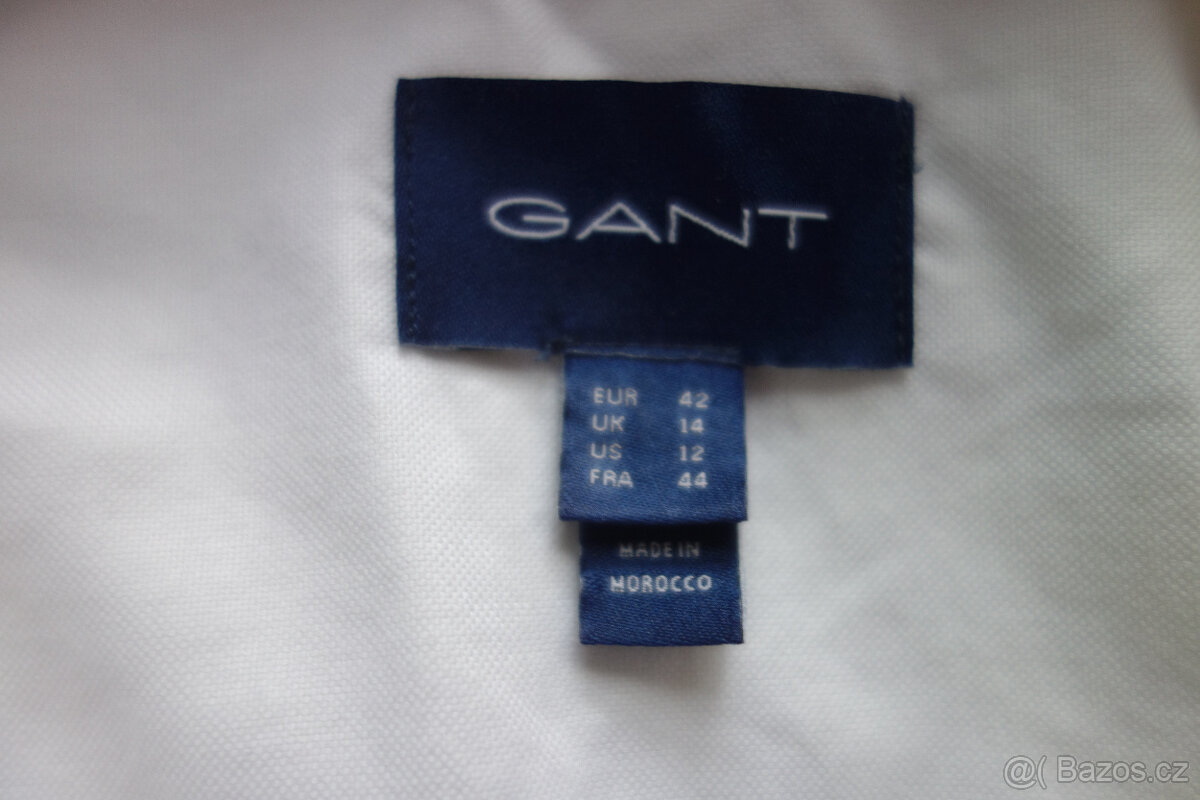 GANT
EUR 42
UK 14
US 12
FRA 44
MADE IN
MOROCCO
@( Bazos.cz